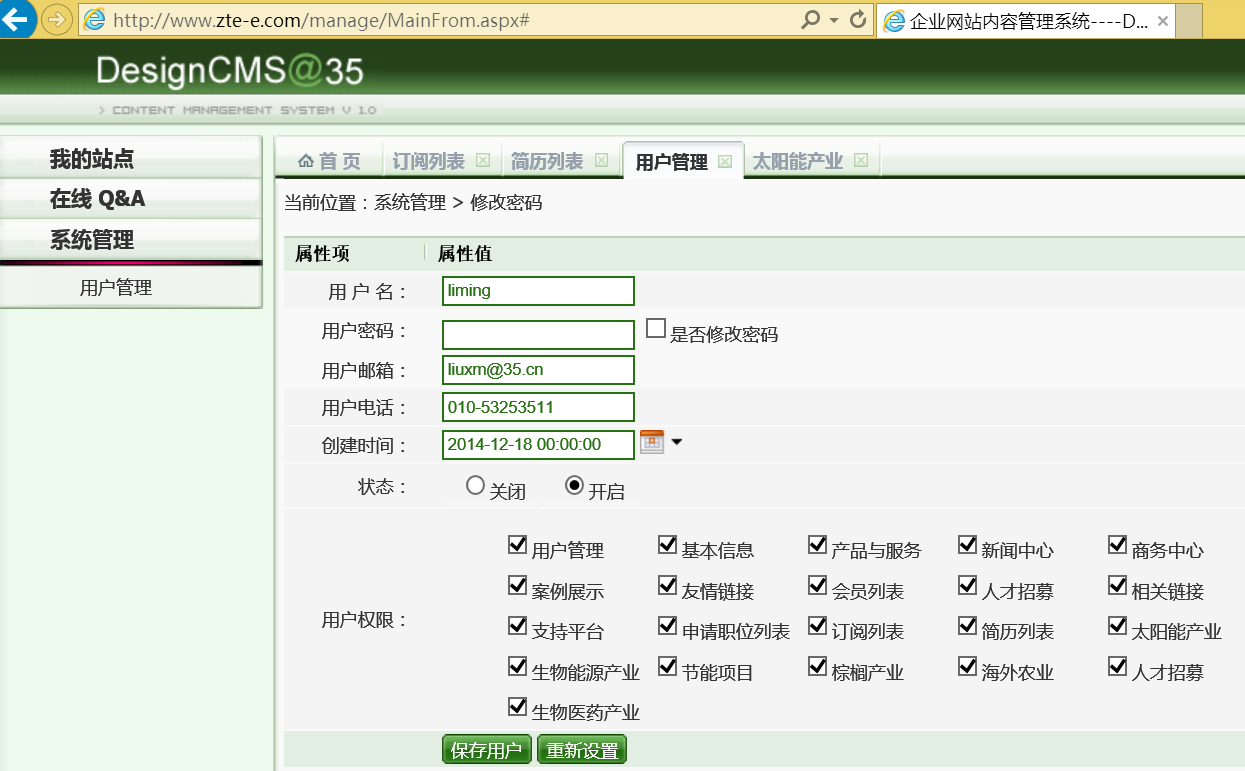 http://www.zte-e.com/manage/MainFrom.aspx#
企业网站内容管理系统----D...
DesignCMS@35
> CONTENT MANAGEMENT SYSTEM V 1.0
我的站点
在线 Q&A
系统管理
用户管理
首 页 订阅列表 简历列表 用户管理 太阳能产业
当前位置：系统管理 > 修改密码
属性项 属性值
用 户 名： liming
用户密码： 是否修改密码
用户邮箱： liuxm@35.cn
用户电话： 010-53253511
创建时间： 2014-12-18 00:00:00
状态： 关闭 开启
用户管理 基本信息 产品与服务 新闻中心 商务中心
案例展示 友情链接 会员列表 人才招募 相关链接
用户权限：
支持平台 申请职位列表 订阅列表 简历列表 太阳能产业
生物能源产业 节能项目 棕榈产业 海外农业 人才招募
生物医药产业
保存用户 重新设置